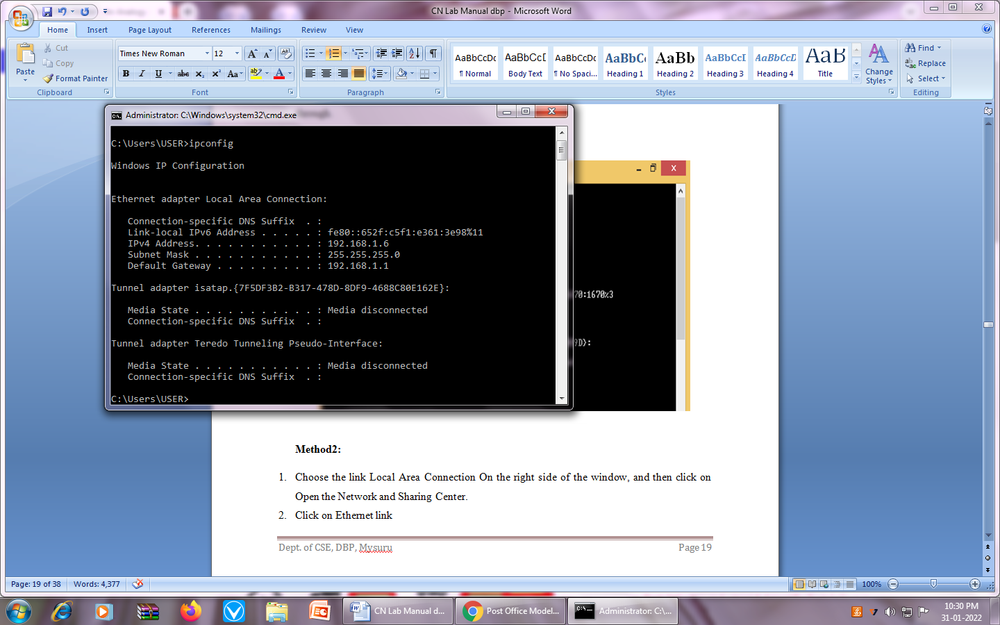 CN Lab Manual dbp - Microsoft Word
Home Insert Page Layout References Mailings Review View
Paste
Cut
Copy
Format Painter
Clipboard
Times New Roman 12
Font
Paragraph
AaBbCcDc AaBbCcI AaBbCcDc AaBbC AaBb AaBbCcI AaBbCcD AaB
¶ Normal Body Text ¶ No Spaci... Heading 1 Heading 2 Heading 3 Heading 4 Title
Change Styles
Styles
Find
Replace
Select
Editing
Administrator: C:\Windows\system32\cmd.exe
C:\Users\USER>ipconfig
Windows IP Configuration
Ethernet adapter Local Area Connection:
Connection-specific DNS Suffix . :
Link-local IPv6 Address . . . . . : fe80::652f:c5f1:e361:3e98%11
IPv4 Address. . . . . . . . . . . : 192.168.1.6
Subnet Mask . . . . . . . . . . . : 255.255.255.0
Default Gateway . . . . . . . . . : 192.168.1.1
Tunnel adapter isatap.{7F5DF3B2-B317-478D-8DF9-4688C80E162E}:
Media State . . . . . . . . . . . : Media disconnected
Connection-specific DNS Suffix . :
Tunnel adapter Teredo Tunneling Pseudo-Interface:
Media State . . . . . . . . . . . : Media disconnected
Connection-specific DNS Suffix . :
C:\Users\USER>
70:1670%3
9D}:
Method2:
1. Choose the link Local Area Connection On the right side of the window, and then click on
Open the Network and Sharing Center.
2. Click on Ethernet link
Dept. of CSE, DBP, Mysuru Page 19
Page: 19 of 38 Words: 4,377 100%
CN Lab Manual d... Post Office Model... Administrator: C:\...
10:30 PM
31-01-2022